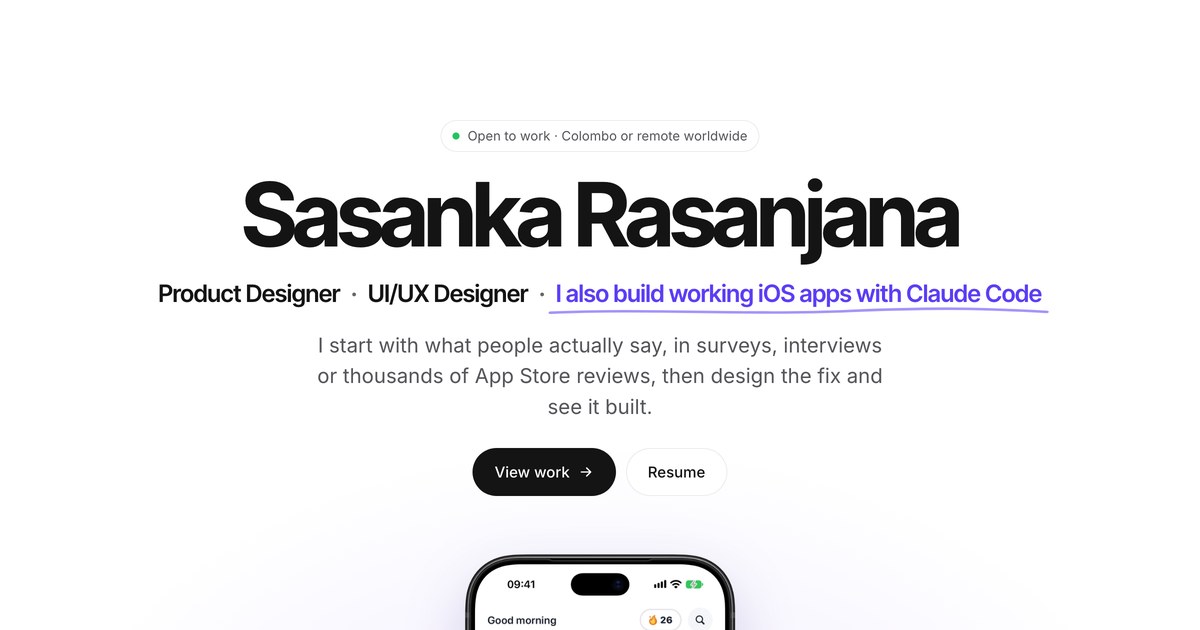 Open to work · Colombo or remote worldwide
Sasanka Rasanjana
Product Designer · UI/UX Designer · I also build working iOS apps with Claude Code
I start with what people actually say, in surveys, interviews
or thousands of App Store reviews, then design the fix and
see it built.
View work →
Resume
09:41
Good morning
🔥 26